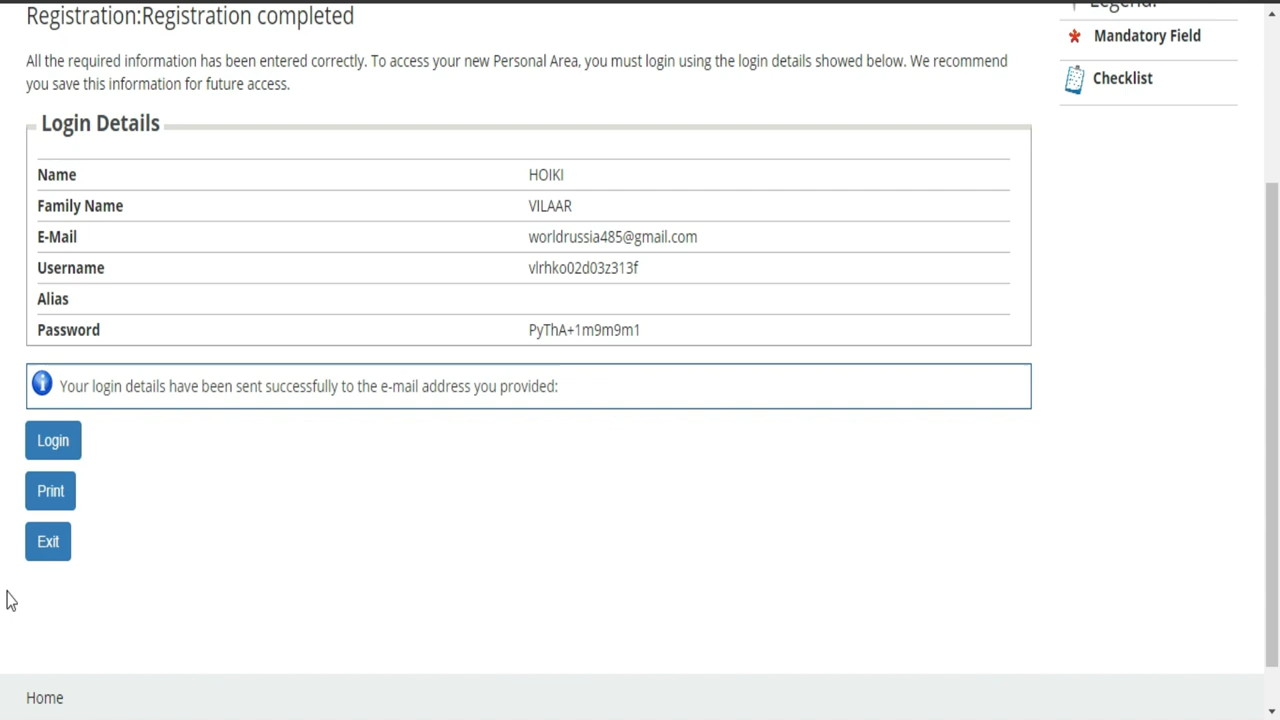 Registration:Registration completed
All the required information has been entered correctly. To access your new Personal Area, you must login using the login details showed below. We recommend
you save this information for future access.
Login Details
Name HOIKI
Family Name VILAAR
E-Mail worldrussia485@gmail.com
Username vlrhko02d03z313f
Alias
Password PyThA+1m9m9m1
Your login details have been sent successfully to the e-mail address you provided:
Login
Print
Exit
Home
Legend:
Mandatory Field
Checklist